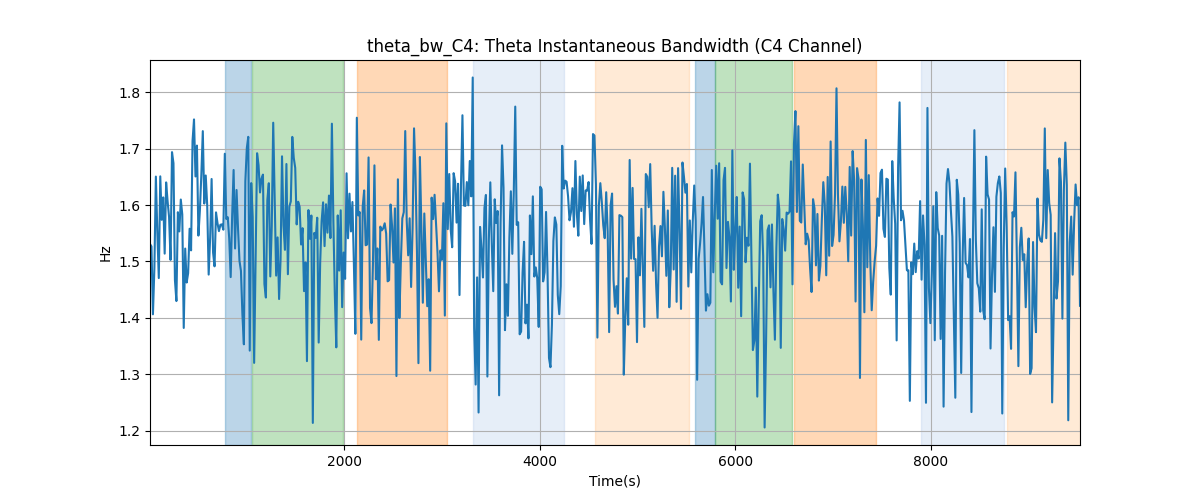 theta_bw_C4: Theta Instantaneous Bandwidth (C4 Channel)
Hz
1.8
1.7
1.6
1.5
1.4
1.3
1.2
2000 4000 6000 8000
Time(s)